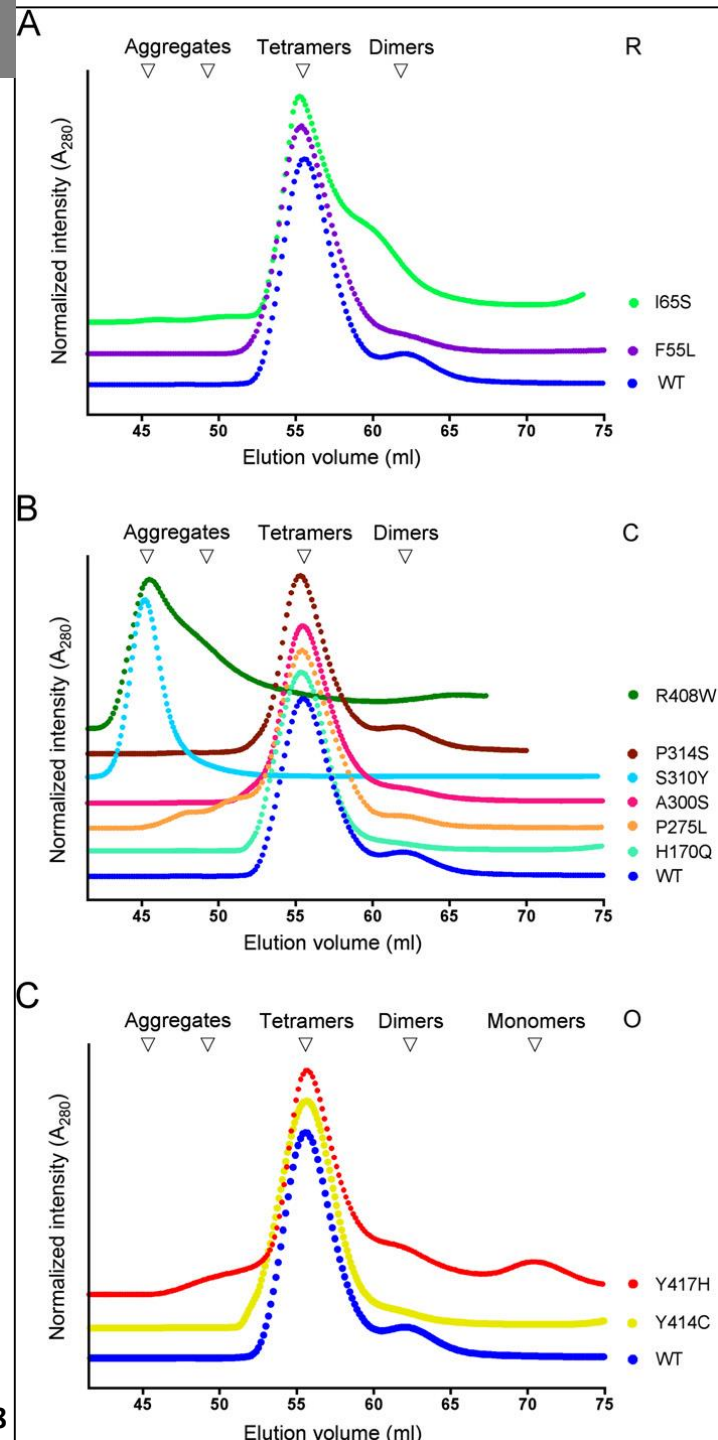 A
Aggregates Tetramers Dimers R
Normalized intensity (A280)
I65S
F55L
WT
45 50 55 60 65 70 75
Elution volume (ml)
B
Aggregates Tetramers Dimers C
Normalized intensity (A280)
R408W
P314S
S310Y
A300S
P275L
H170Q
WT
45 50 55 60 65 70 75
Elution volume (ml)
C
Aggregates Tetramers Dimers Monomers O
Normalized intensity (A280)
Y417H
Y414C
WT
45 50 55 60 65 70 75
Elution volume (ml)